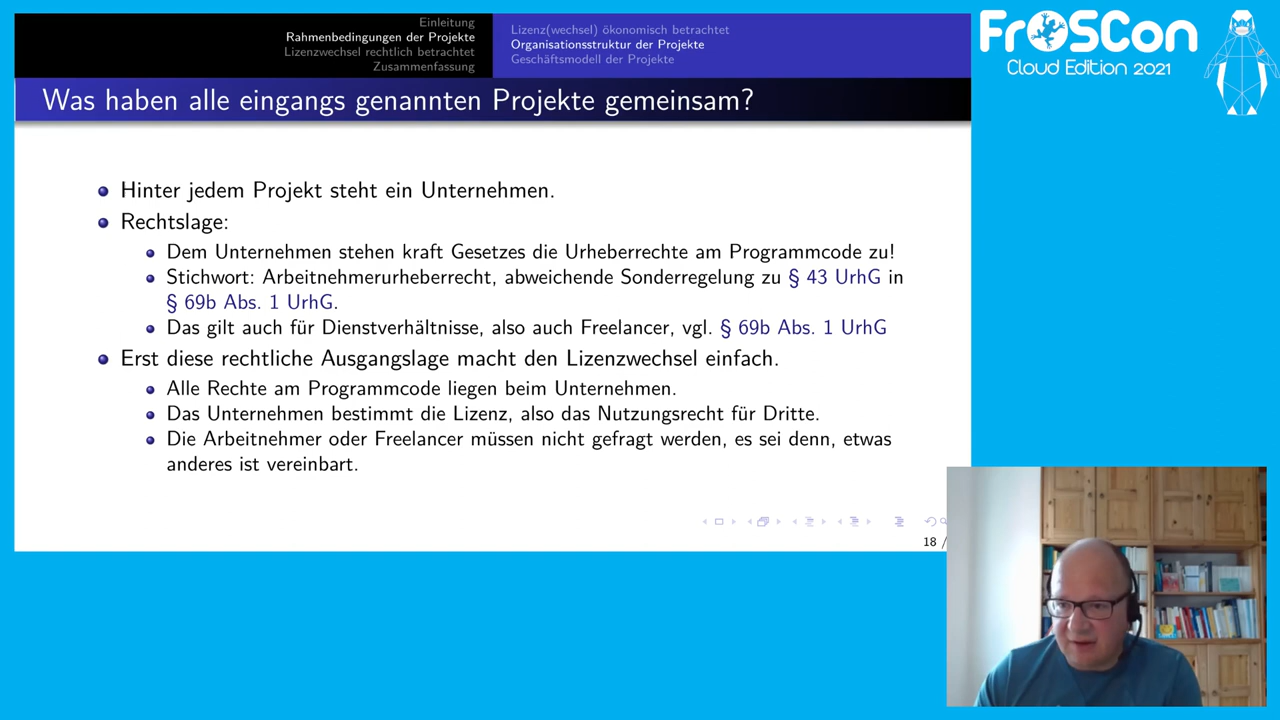 Einleitung
Rahmenbedingungen der Projekte
Lizenzwechsel rechtlich betrachtet
Zusammenfassung
Lizenz(wechsel) ökonomisch betrachtet
Organisationsstruktur der Projekte
Geschäftsmodell der Projekte
FrOSCon
Cloud Edition 2021
Was haben alle eingangs genannten Projekte gemeinsam?
Hinter jedem Projekt steht ein Unternehmen.
Rechtslage:
Dem Unternehmen stehen kraft Gesetzes die Urheberrechte am Programmcode zu!
Stichwort: Arbeitnehmerurheberrecht, abweichende Sonderregelung zu § 43 UrhG in
§ 69b Abs. 1 UrhG.
Das gilt auch für Dienstverhältnisse, also auch Freelancer, vgl. § 69b Abs. 1 UrhG
Erst diese rechtliche Ausgangslage macht den Lizenzwechsel einfach.
Alle Rechte am Programmcode liegen beim Unternehmen.
Das Unternehmen bestimmt die Lizenz, also das Nutzungsrecht für Dritte.
Die Arbeitnehmer oder Freelancer müssen nicht gefragt werden, es sei denn, etwas
anderes ist vereinbart.
18 /